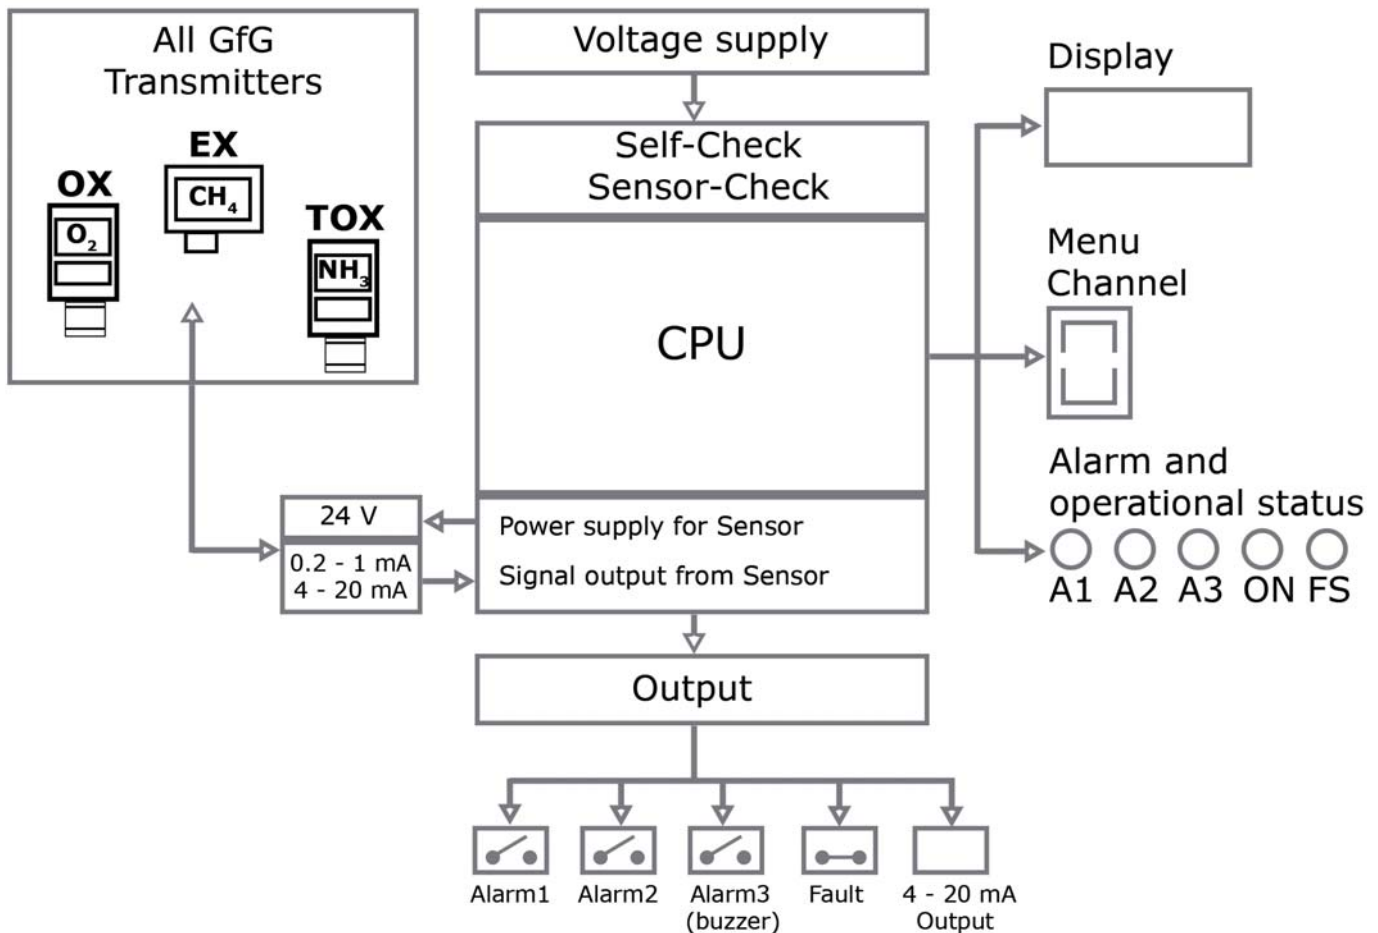 All GfG
Transmitters
EX
CH4
OX
O2
TOX
NH3
Voltage supply
Self-Check
Sensor-Check
CPU
24 V
0.2 - 1 mA
4 - 20 mA
Power supply for Sensor
Signal output from Sensor
Output
Alarm1
Alarm2
Alarm3
(buzzer)
Fault
4 - 20 mA
Output
Display
Menu
Channel
Alarm and
operational status
A1 A2 A3 ON FS